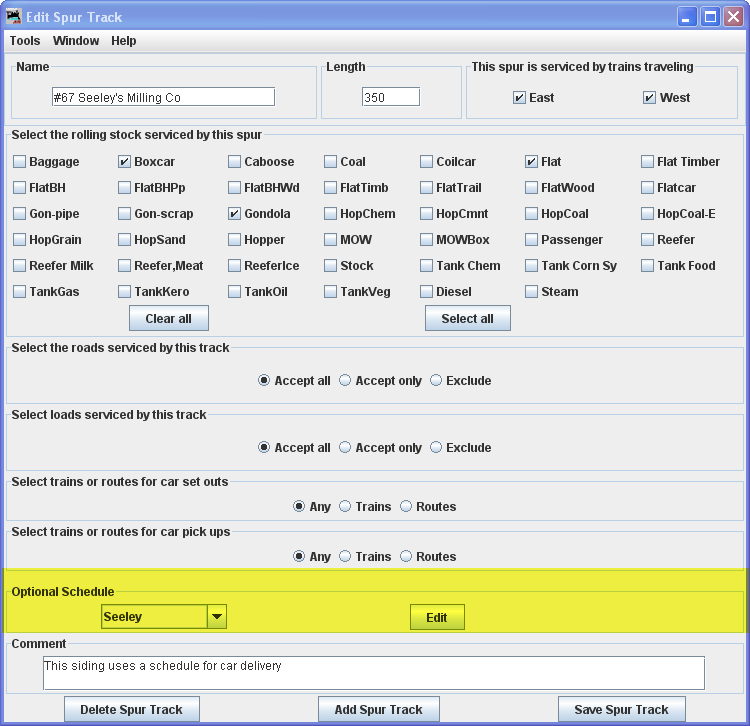 Edit Spur Track
Tools Window Help
Name Length This spur is serviced by trains traveling
#67 Seeley's Milling Co 350 East West
Select the rolling stock serviced by this spur
Baggage Boxcar Caboose Coal Coilcar Flat Flat Timber
FlatBH FlatBHPp FlatBHWd FlatTimb FlatTrail FlatWood Flatcar
Gon-pipe Gon-scrap Gondola HopChem HopCmnt HopCoal HopCoal-E
HopGrain HopSand Hopper MOW MOWBox Passenger Reefer
Reefer Milk Reefer,Meat ReeferIce Stock Tank Chem Tank Corn Sy Tank Food
TankGas TankKero TankOil TankVeg Diesel Steam
Clear all Select all
Select the roads serviced by this track
Accept all Accept only Exclude
Select loads serviced by this track
Accept all Accept only Exclude
Select trains or routes for car set outs
Any Trains Routes
Select trains or routes for car pick ups
Any Trains Routes
Optional Schedule
Seeley Edit
Comment
This siding uses a schedule for car delivery
Delete Spur Track Add Spur Track Save Spur Track